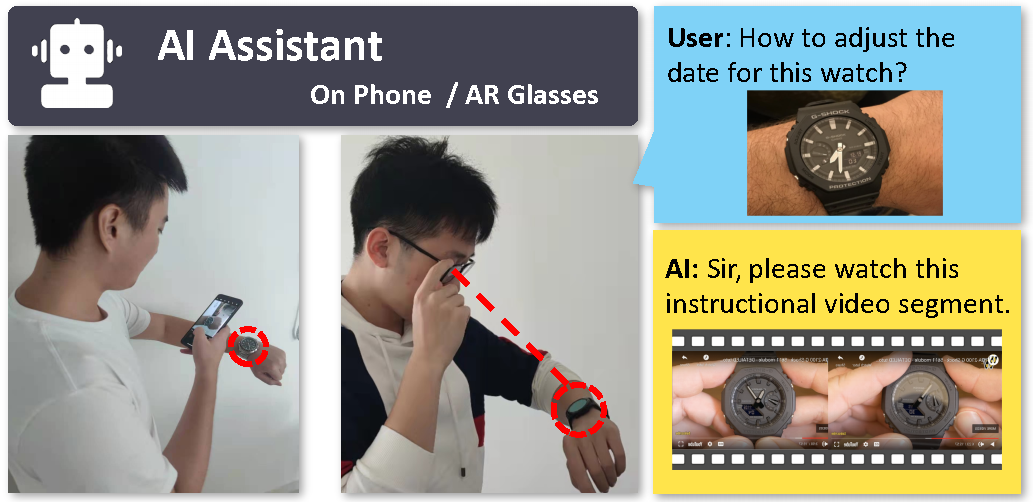 AI Assistant
On Phone / AR Glasses
User: How to adjust the
date for this watch?
G-SHOCK
PROTECTION
AI: Sir, please watch this
instructional video segment.